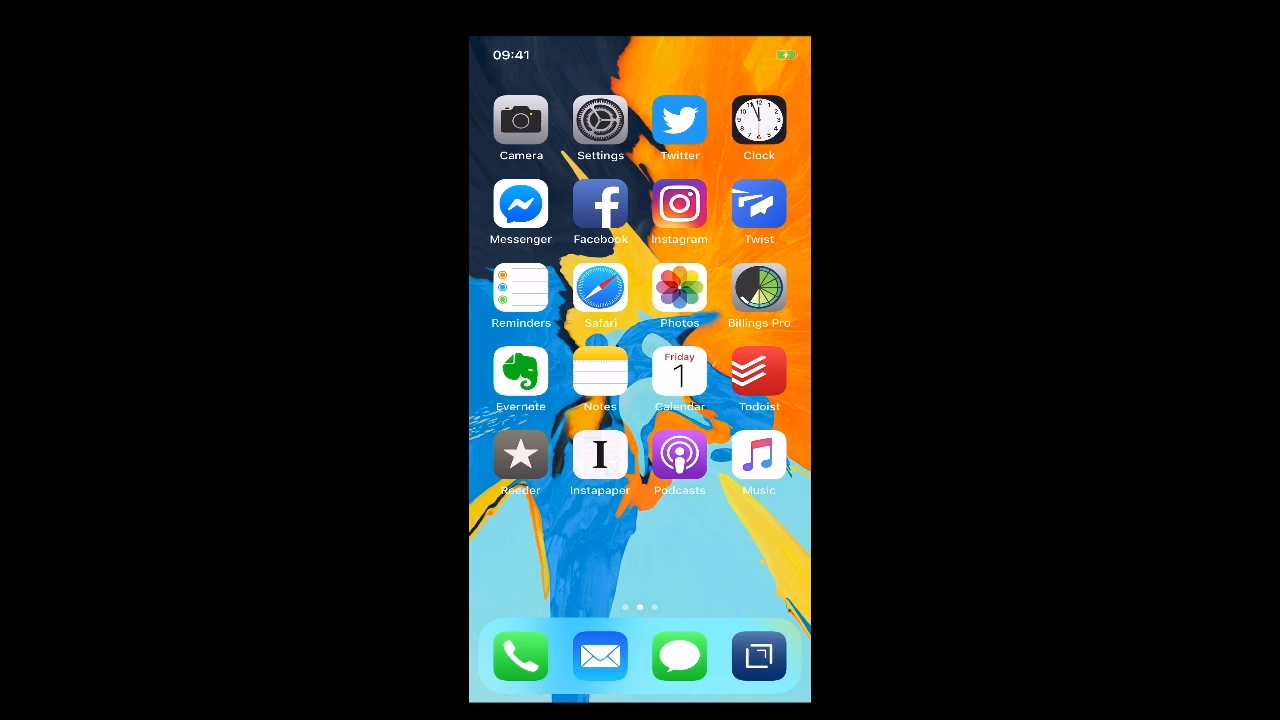 09:41
Camera Settings Twitter Clock
Messenger Facebook Instagram Twist
Reminders Safari Photos Billings Pro
Friday
1
Evernote Notes Calendar Todoist
I
Reeder Instapaper Podcasts Music